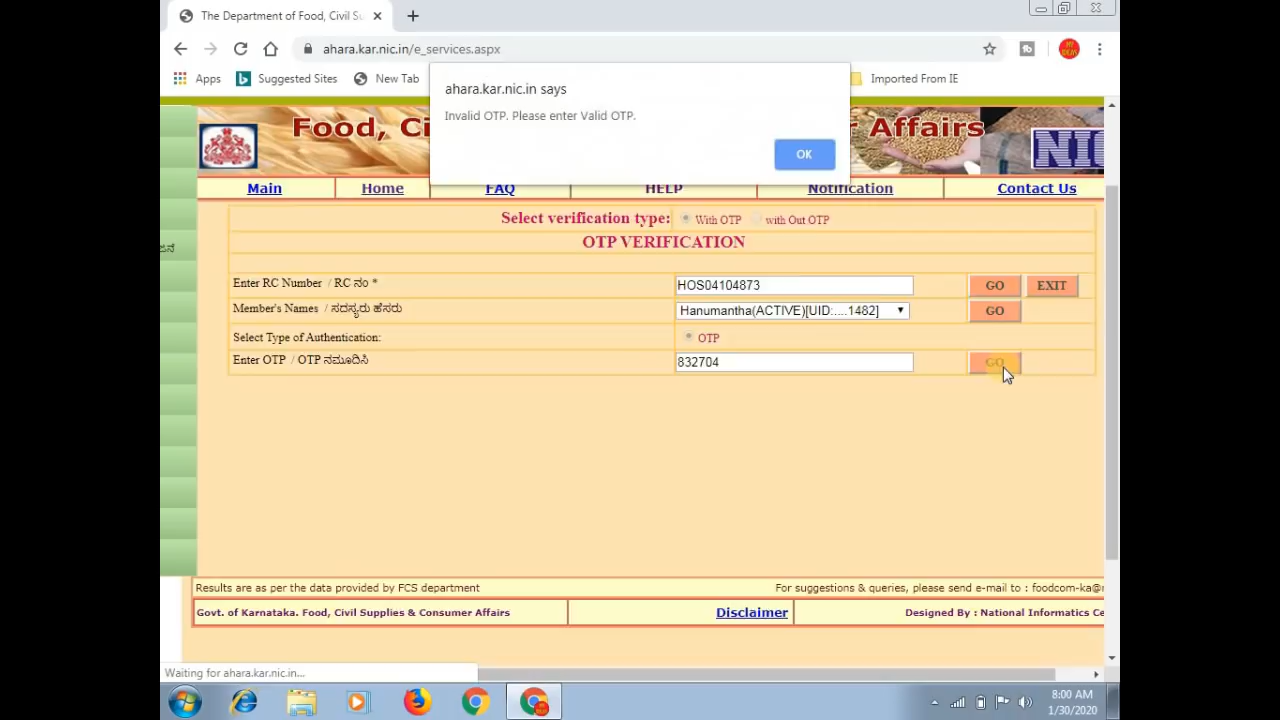 The Department of Food, Civil Su
ahara.kar.nic.in/e_services.aspx
Apps Suggested Sites New Tab Imported From IE
ahara.kar.nic.in says
Invalid OTP. Please enter Valid OTP.
OK
Food, Ci r Affairs NIC
Main Home FAQ HELP Notification Contact Us
Select verification type: With OTP with Out OTP
OTP VERIFICATION
ಜನೆ
Enter RC Number / RC ನಂ * HOS04104873 GO EXIT
Member's Names / ಸದಸ್ಯರು ಹೆಸರು Hanumantha(ACTIVE)[UID:....1482] GO
Select Type of Authentication: OTP
Enter OTP / OTP ನಮೂದಿಸಿ 832704 GO
Results are as per the data provided by FCS department For suggestions & queries, please send e-mail to : foodcom-ka@n
Govt. of Karnataka. Food, Civil Supplies & Consumer Affairs Disclaimer Designed By : National Informatics Ce
Waiting for ahara.kar.nic.in...
8:00 AM
1/30/2020